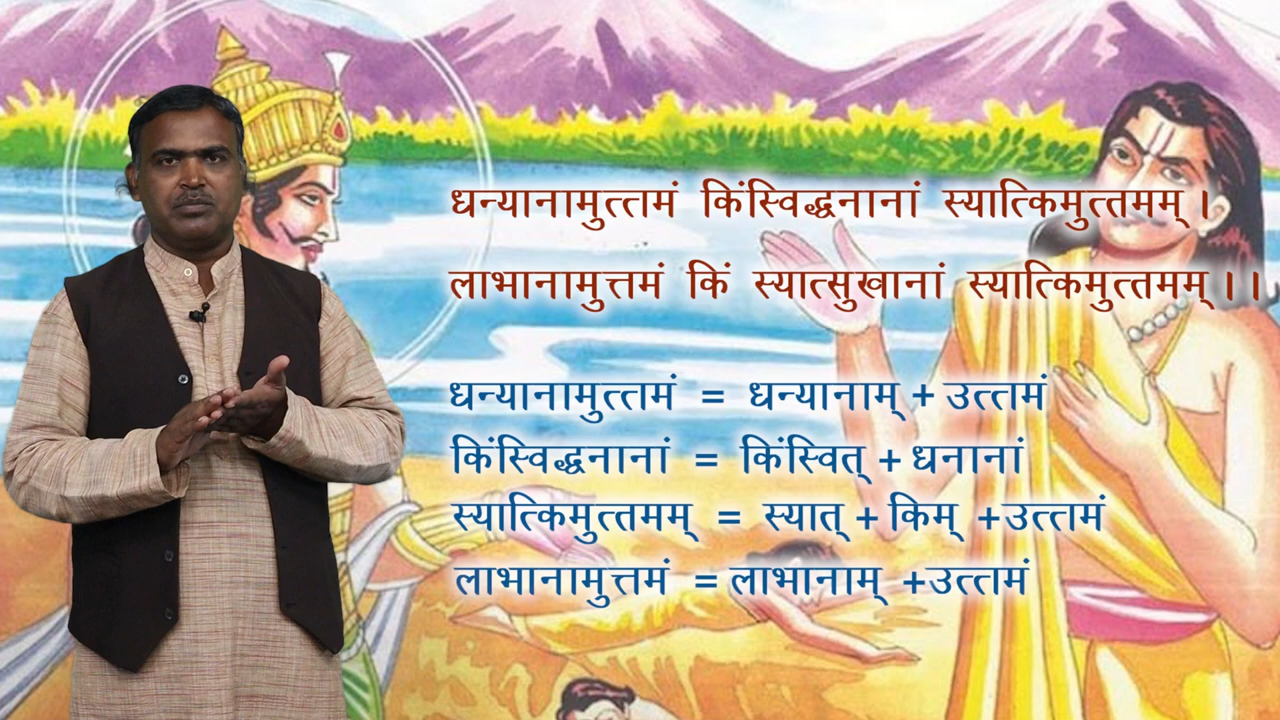 धन्यानामुत्तमं किंस्विद्धनानां स्यात्किमुत्तमम् ।
लाभानामुत्तमं किं स्यात्सुखानां स्यात्किमुत्तमम् । ।
धन्यानामुत्तमं = धन्यानाम् + उत्तमं
किंस्विद्धनानां = किंस्वित् + धनानां
स्यात्किमुत्तमम् = स्यात् + किम् + उत्तमं
लाभानामुत्तमं = लाभानाम् + उत्तमं